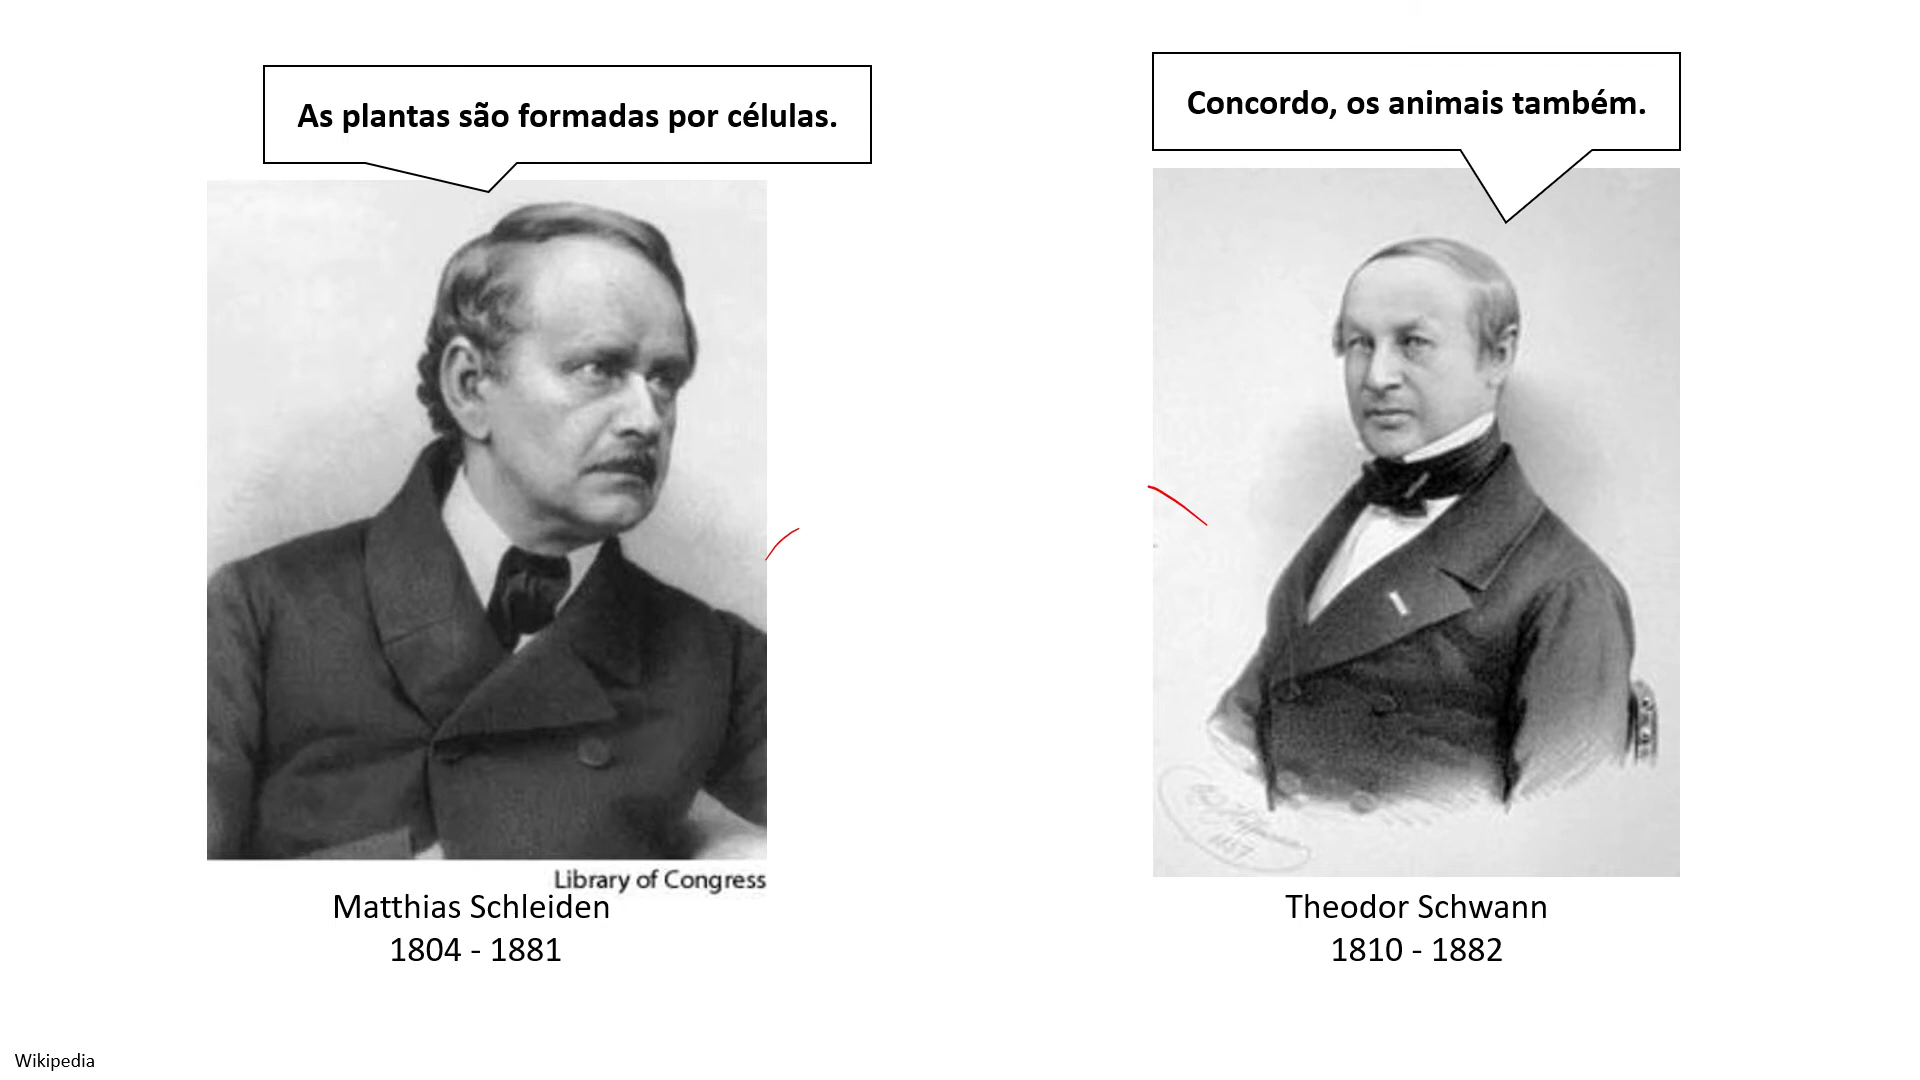 As plantas são formadas por células.
Concordo, os animais também.
Library of Congress
Matthias Schleiden
1804 - 1881
Theodor Schwann
1810 - 1882
Wikipedia